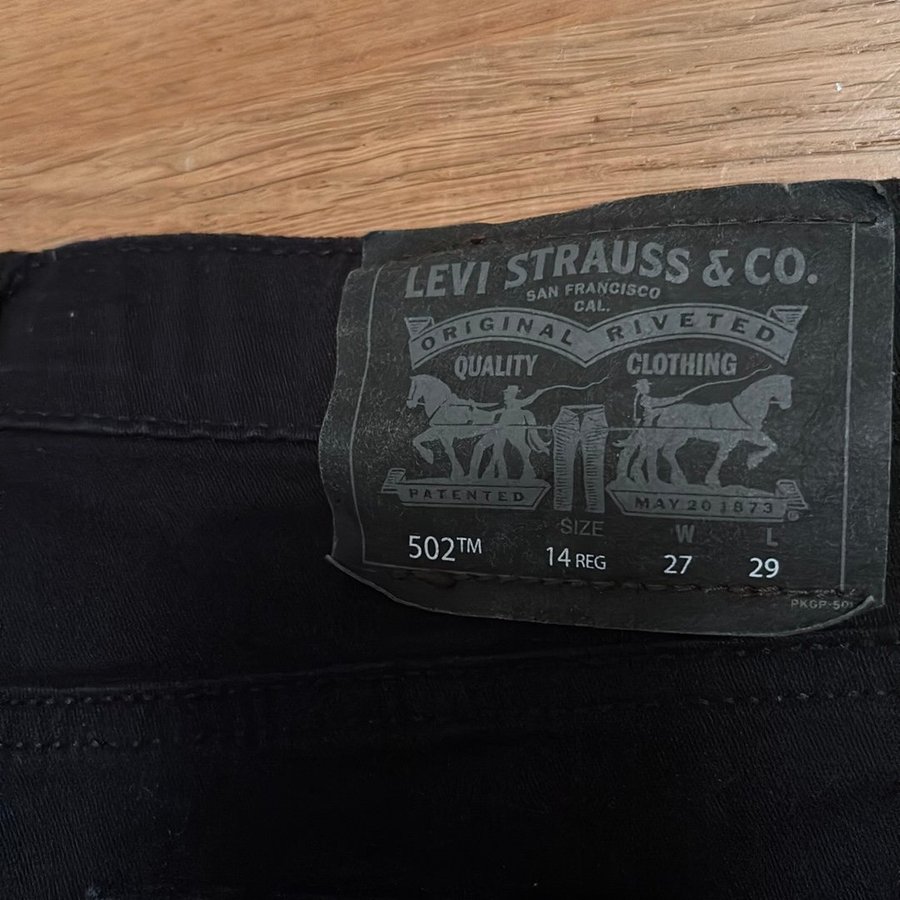 LEVI STRAUSS & CO.
SAN FRANCISCO
CAL.
ORIGINAL RIVETED
QUALITY CLOTHING
PATENTED MAY 20 1873
SIZE W L
502™ 14 REG 27 29